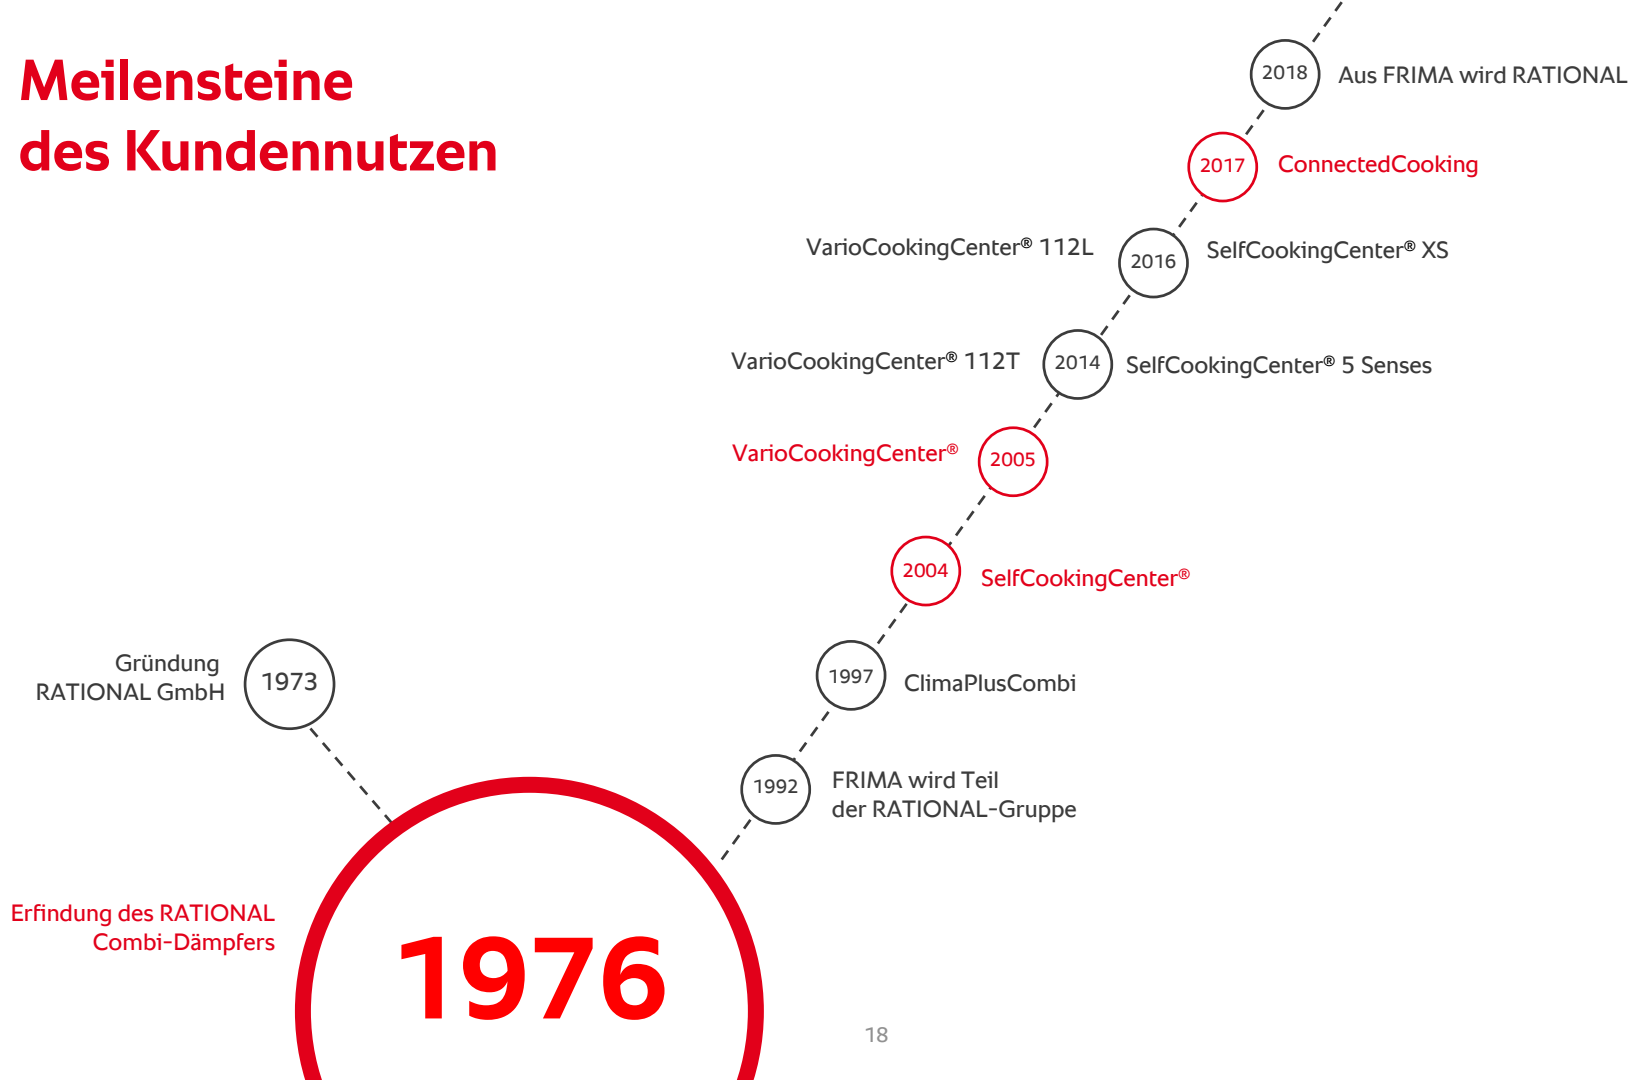 Meilensteine
des Kundennutzen
2018
Aus FRIMA wird RATIONAL
2017
ConnectedCooking
VarioCookingCenter® 112L
2016
SelfCookingCenter® XS
VarioCookingCenter® 112T
2014
SelfCookingCenter® 5 Senses
VarioCookingCenter®
2005
2004
SelfCookingCenter®
Gründung
RATIONAL GmbH
1973
1997
ClimaPlusCombi
1992
FRIMA wird Teil
der RATIONAL-Gruppe
Erfindung des RATIONAL
Combi-Dämpfers
1976
18